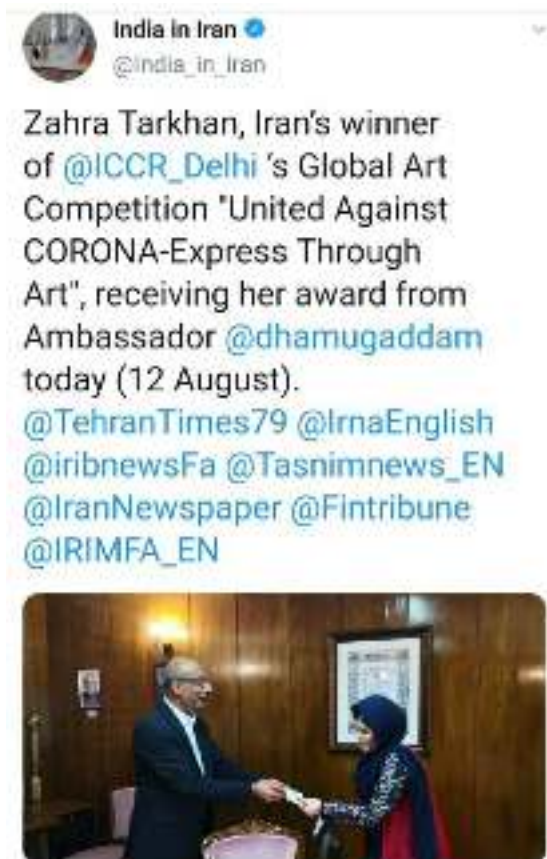 India in Iran
@India_in_Iran
Zahra Tarkhan, Iran's winner
of @ICCR_Delhi 's Global Art
Competition "United Against
CORONA-Express Through
Art", receiving her award from
Ambassador @dhamugaddam
today (12 August).
@TehranTimes79 @IrnaEnglish
@iribnewsFa @Tasnimnews_EN
@IranNewspaper @Fintribune
@IRIMFA_EN